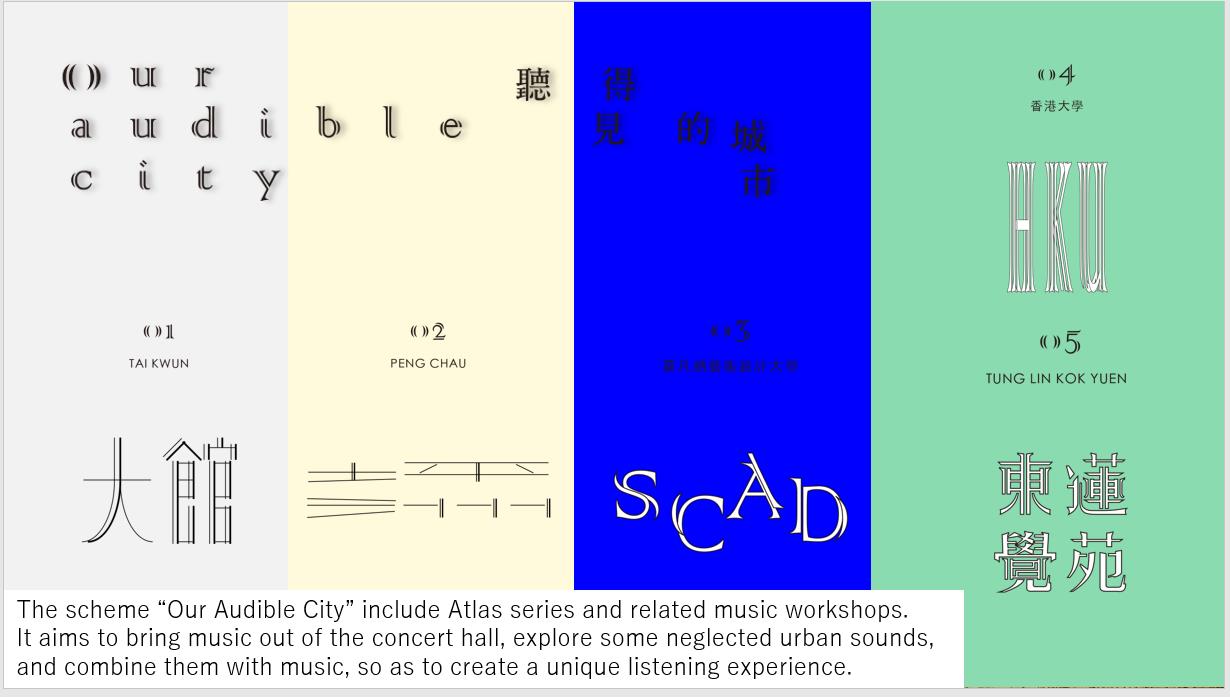 Our
audible
city
聽得
見的城
市
01
TAI KWUN
大館
02
PENG CHAU
03
SCAD
04
香港大學
HKU
05
TUNG LIN KOK YUEN
東蓮
覺苑
The scheme “Our Audible City” include Atlas series and related music workshops.
It aims to bring music out of the concert hall, explore some neglected urban sounds,
and combine them with music, so as to create a unique listening experience.